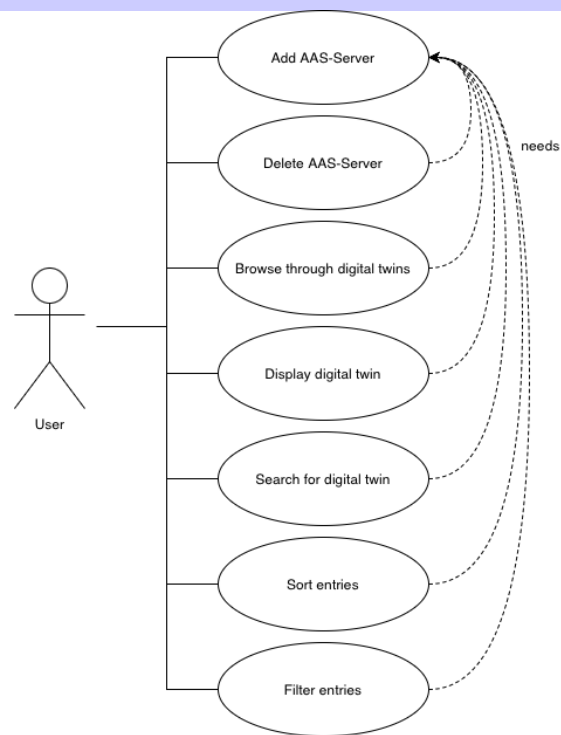 Add AAS-Server
needs
Delete AAS-Server
Browse through digital twins
Display digital twin
User
Search for digital twin
Sort entries
Filter entries